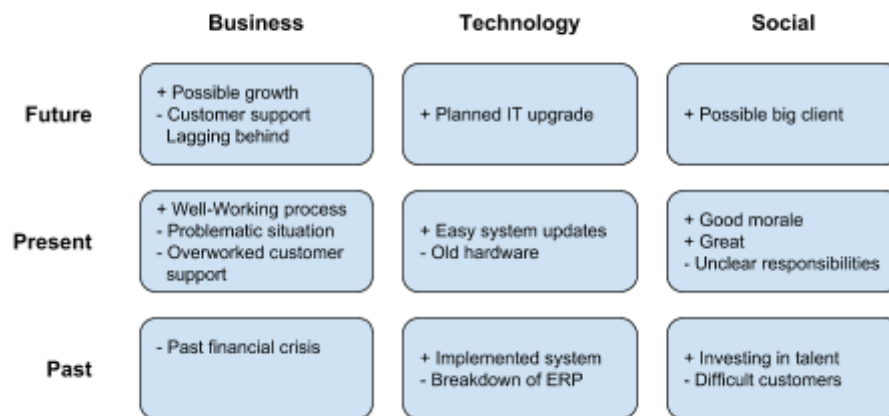 Business Technology Social
Future
+ Possible growth
- Customer support
Lagging behind
+ Planned IT upgrade
+ Possible big client
Present
+ Well-Working process
- Problematic situation
- Overworked customer
support
+ Easy system updates
- Old hardware
+ Good morale
+ Great
- Unclear responsibilities
Past
- Past financial crisis
+ Implemented system
- Breakdown of ERP
+ Investing in talent
- Difficult customers